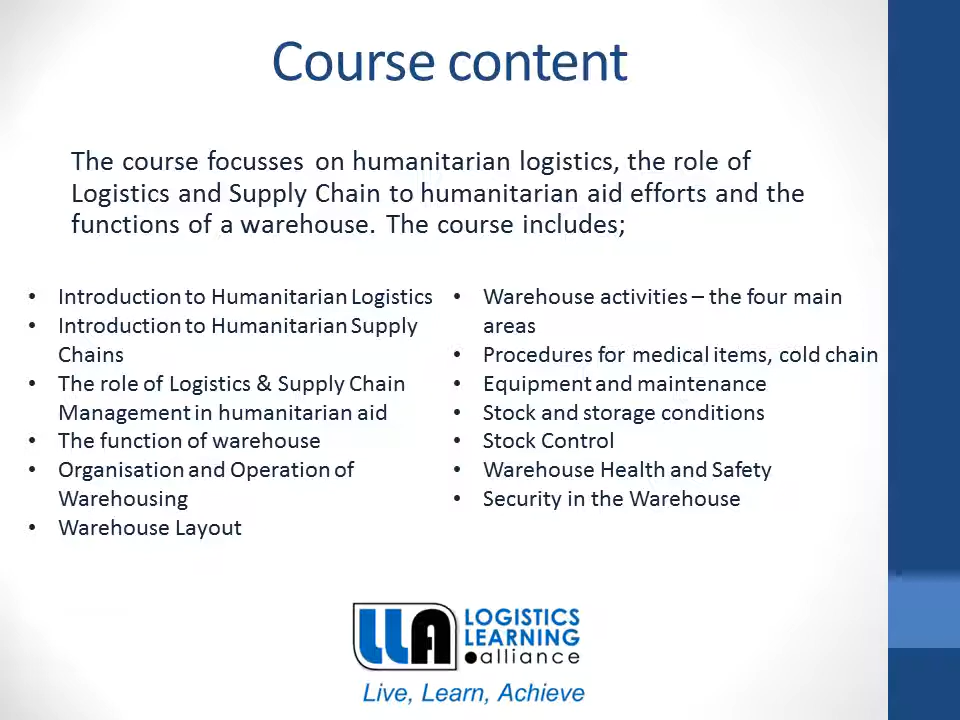 Course content
The course focusses on humanitarian logistics, the role of
Logistics and Supply Chain to humanitarian aid efforts and the
functions of a warehouse. The course includes;
• Introduction to Humanitarian Logistics
• Introduction to Humanitarian Supply
Chains
• The role of Logistics & Supply Chain
Management in humanitarian aid
• The function of warehouse
• Organisation and Operation of
Warehousing
• Warehouse Layout
• Warehouse activities – the four main
areas
• Procedures for medical items, cold chain
• Equipment and maintenance
• Stock and storage conditions
• Stock Control
• Warehouse Health and Safety
• Security in the Warehouse
LLA
LOGISTICS
LEARNING
•alliance
Live, Learn, Achieve